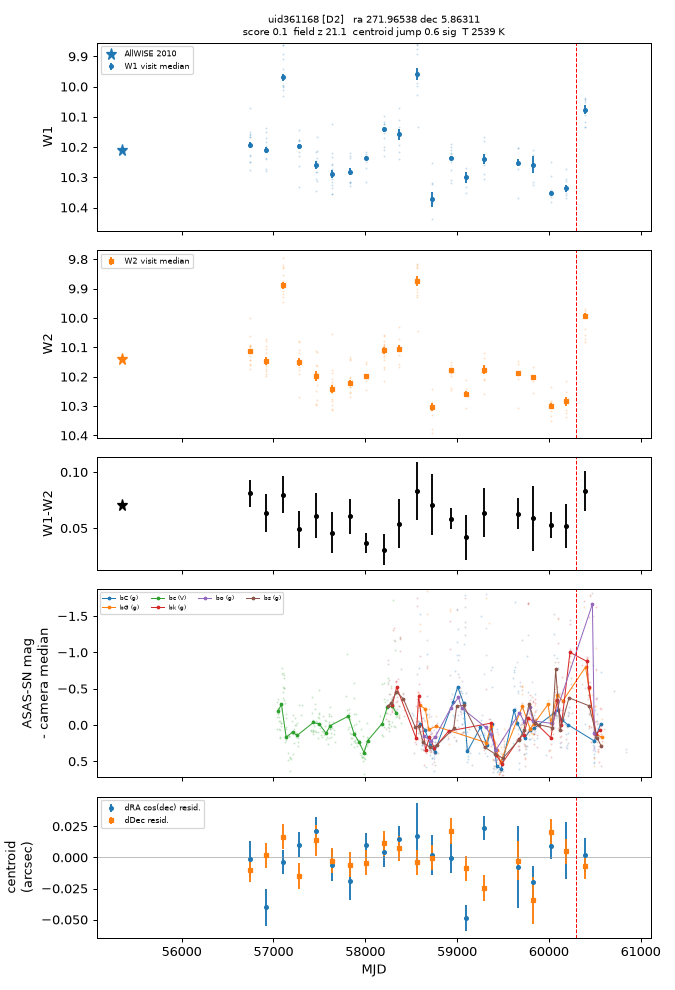 uid361168 [D2]   ra 271.96538 dec 5.86311
score 0.1  field z 21.1  centroid jump 0.6 sig  T 2539 K
AllWISE 2010
W1 visit median
W1
9.9
10.0
10.1
10.2
10.3
10.4
W2 visit median
W2
9.8
9.9
10.0
10.1
10.2
10.3
10.4
W1-W2
0.10
0.05
bC (g)
bG (g)
bc (V)
bk (g)
bo (g)
bs (g)
ASAS-SN mag
- camera median
−1.5
−1.0
−0.5
0.0
0.5
dRA cos(dec) resid.
dDec resid.
centroid
(arcsec)
0.025
0.000
−0.025
−0.050
56000
57000
58000
59000
60000
61000
MJD